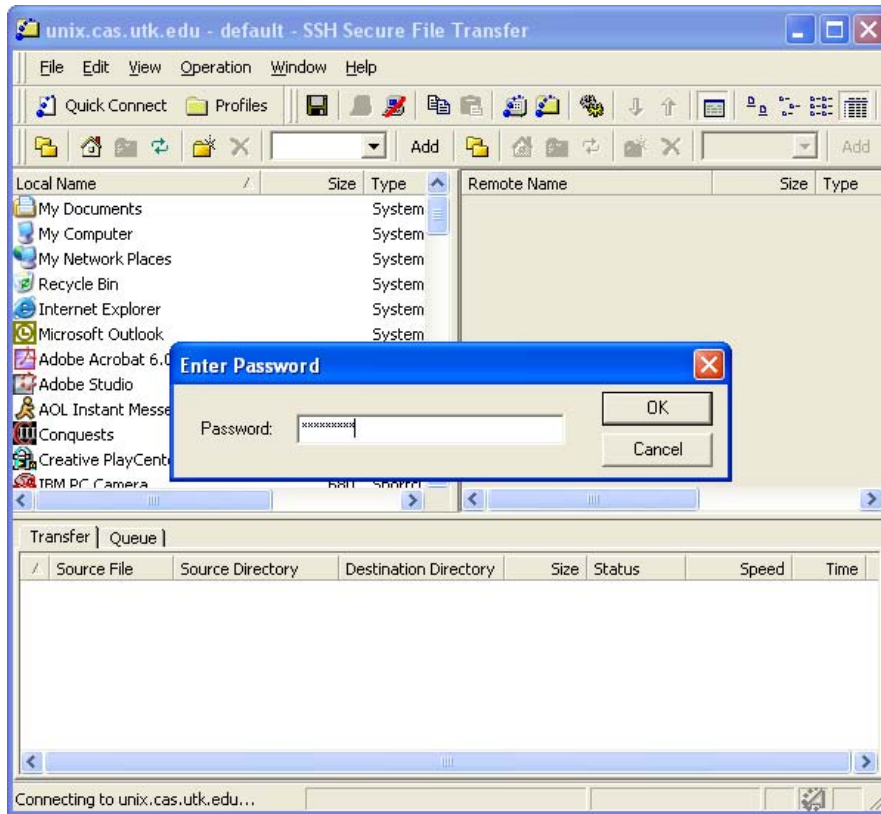 unix.cas.utk.edu - default - SSH Secure File Transfer
File Edit View Operation Window Help
Quick Connect Profiles
Add Add
Local Name Size Type Remote Name Size Type
My Documents System
My Computer System
My Network Places System
Recycle Bin System
Internet Explorer System
Microsoft Outlook System
Adobe Acrobat 6.0
Adobe Studio
AOL Instant Messe
Conquests
Creative PlayCent
IBM PC Camera 680 Shortcu
Enter Password
Password: xxxxxxxxx
OK
Cancel
Transfer Queue
Source File Source Directory Destination Directory Size Status Speed Time
Connecting to unix.cas.utk.edu...